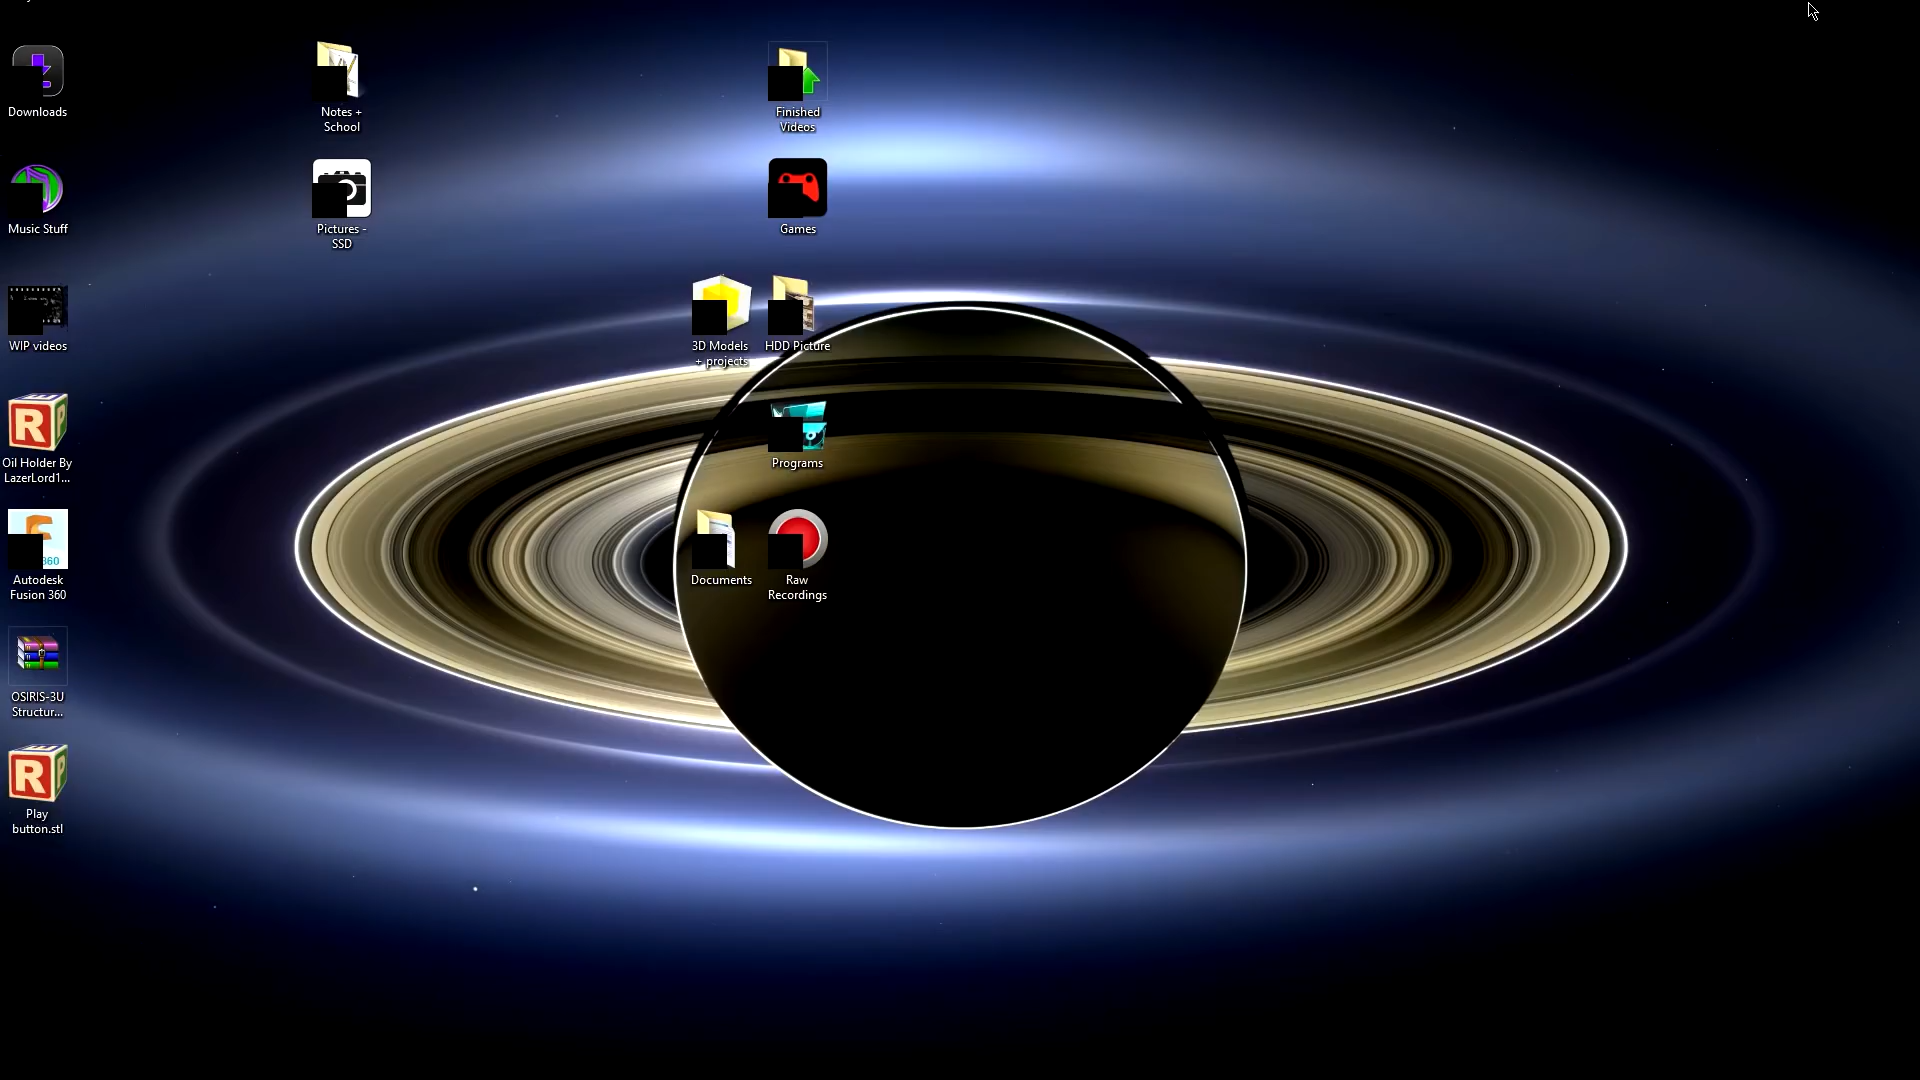 Downloads
Notes +
School
Finished
Videos
Music Stuff
Pictures -
SSD
Games
WIP videos
3D Models
+ projects
HDD Picture
Oil Holder By
LazerLord1...
Programs
360
Autodesk
Fusion 360
Documents
Raw
Recordings
OSIRIS-3U
Structur...
R
Play
button.stl